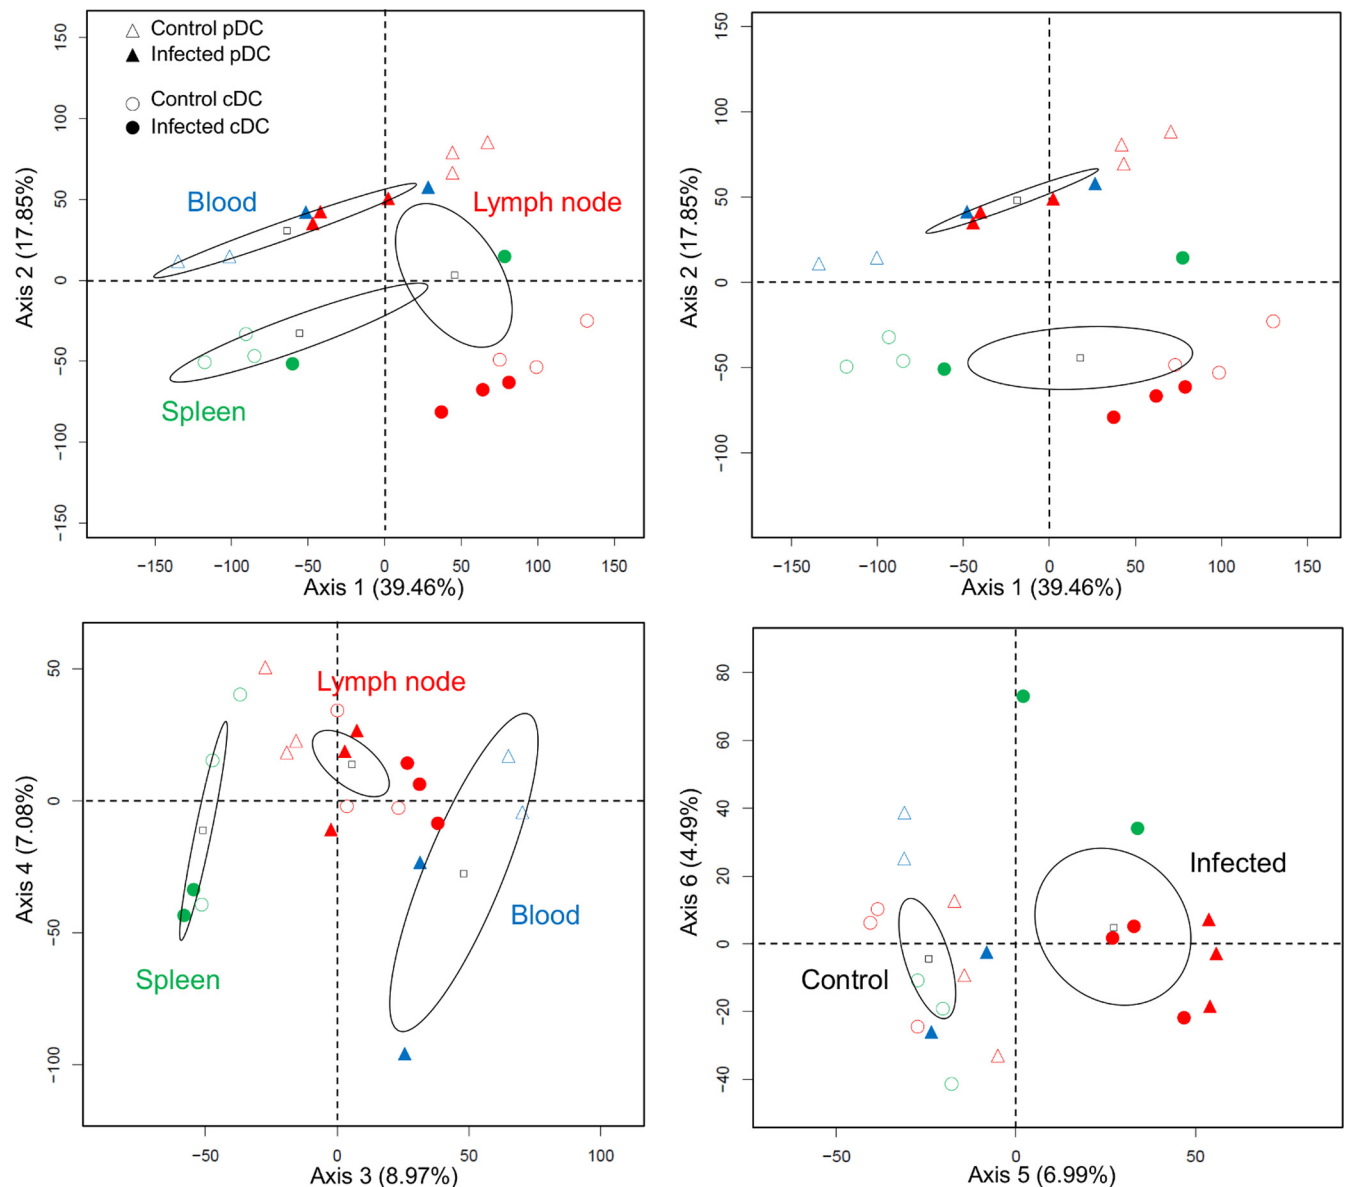 Control pDC
Infected pDC
Control cDC
Infected cDC
Blood
Lymph node
Spleen
Axis 2 (17.85%)
150
100
50
0
−50
−100
−150
−150 −100 −50 0 50 100 150
Axis 1 (39.46%)
Axis 2 (17.85%)
150
100
50
0
−50
−100
−150 −100 −50 0 50 100 150
Axis 1 (39.46%)
Lymph node
Blood
Spleen
Axis 4 (7.08%)
50
0
−50
−100
−50 0 50 100
Axis 3 (8.97%)
Infected
Control
Axis 6 (4.49%)
80
60
40
20
0
−20
−40
−50 0 50
Axis 5 (6.99%)